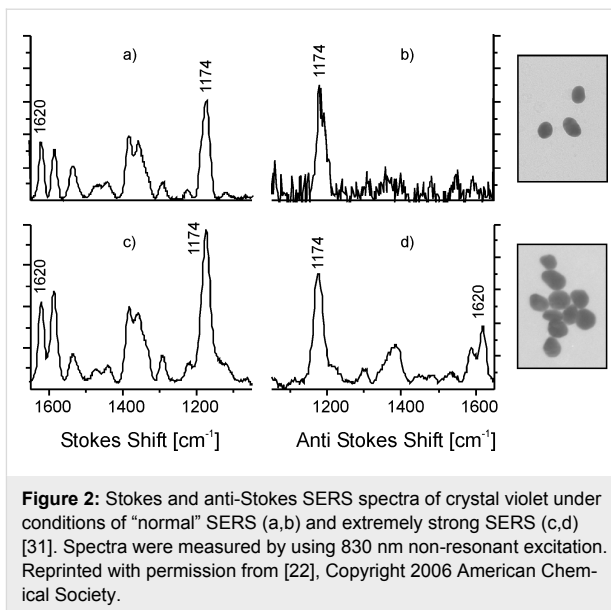 a)
b)
1620
1174
1174
c)
d)
1620
1174
1174
1620
1600 1400 1200
1200 1400 1600
Stokes Shift [cm-1]
Anti Stokes Shift [cm-1]
Figure 2: Stokes and anti-Stokes SERS spectra of crystal violet under
conditions of “normal” SERS (a,b) and extremely strong SERS (c,d)
[31]. Spectra were measured by using 830 nm non-resonant excitation.
Reprinted with permission from [22], Copyright 2006 American Chem-
ical Society.